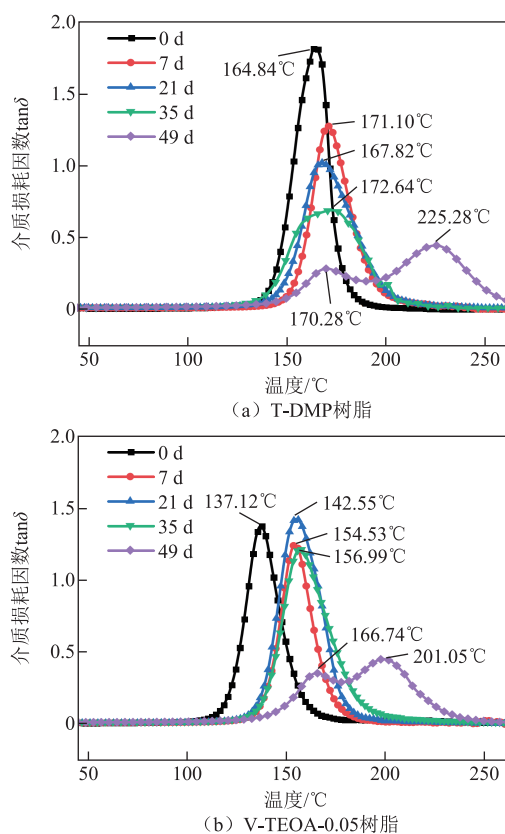 2.0
0 d
7 d
21 d
35 d
49 d
164.84℃
1.5
171.10℃
167.82℃
1.0
172.64℃
225.28℃
0.5
170.28℃
0
介质损耗因数tanδ
50 100 150 200 250
温度/℃
（a）T-DMP树脂
2.0
0 d
7 d
21 d
35 d
49 d
137.12℃
142.55℃
1.5
154.53℃
156.99℃
1.0
166.74℃
201.05℃
0.5
0
介质损耗因数tanδ
50 100 150 200 250
温度/℃
（b）V-TEOA-0.05树脂